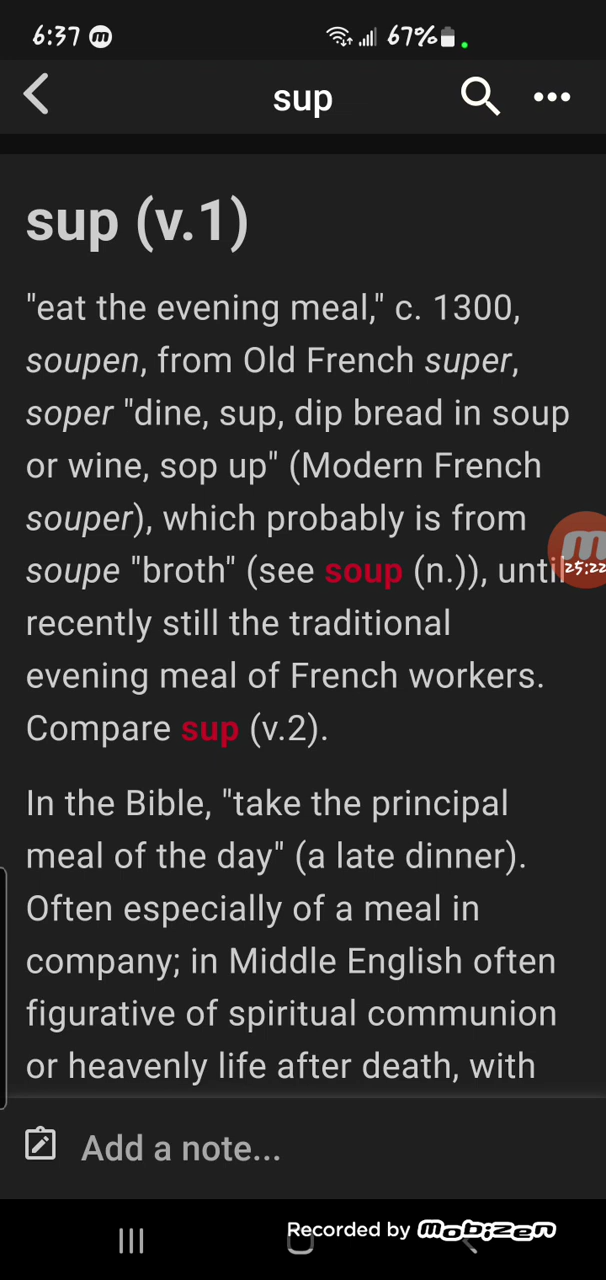 6:37 m 67%
sup
sup (v.1)
"eat the evening meal," c. 1300,
soupen, from Old French super,
soper "dine, sup, dip bread in soup
or wine, sop up" (Modern French
souper), which probably is from
soupe "broth" (see soup (n.)), until
25:22
recently still the traditional
evening meal of French workers.
Compare sup (v.2).
In the Bible, "take the principal
meal of the day" (a late dinner).
Often especially of a meal in
company; in Middle English often
figurative of spiritual communion
or heavenly life after death, with
Add a note...
Recorded by mobizen